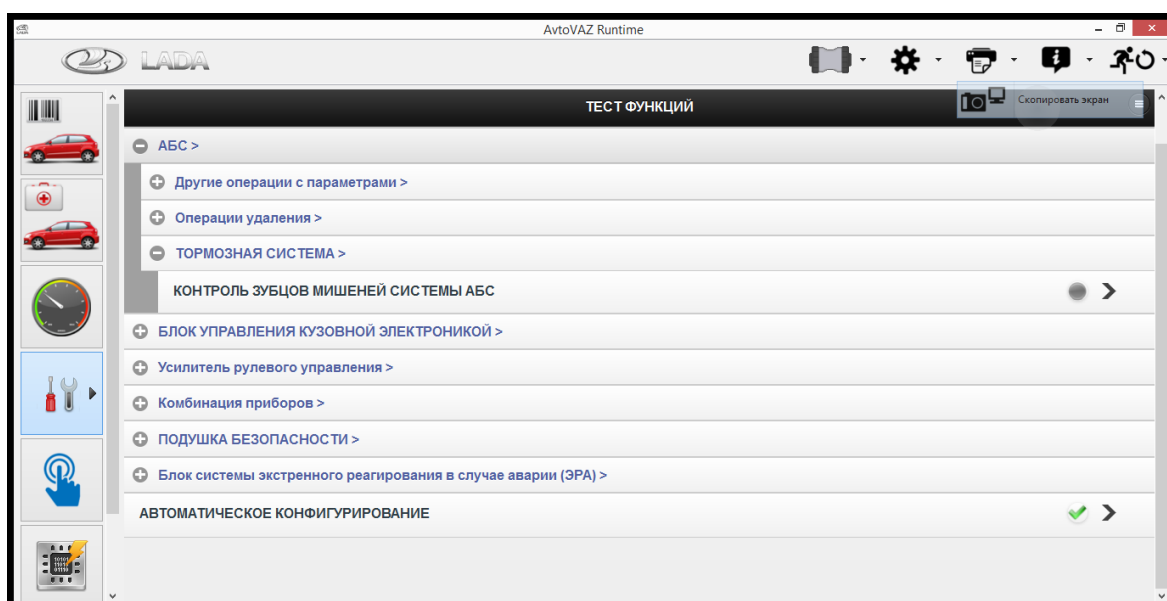 AvtoVAZ Runtime
LADA
Скопировать экран
ТЕСТ ФУНКЦИЙ
АБС >
Другие операции с параметрами >
Операции удаления >
ТОРМОЗНАЯ СИСТЕМА >
КОНТРОЛЬ ЗУБЦОВ МИШЕНЕЙ СИСТЕМЫ АБС
БЛОК УПРАВЛЕНИЯ КУЗОВНОЙ ЭЛЕКТРОНИКОЙ >
Усилитель рулевого управления >
Комбинация приборов >
ПОДУШКА БЕЗОПАСНОСТИ >
Блок системы экстренного реагирования в случае аварии (ЭРА) >
АВТОМАТИЧЕСКОЕ КОНФИГУРИРОВАНИЕ